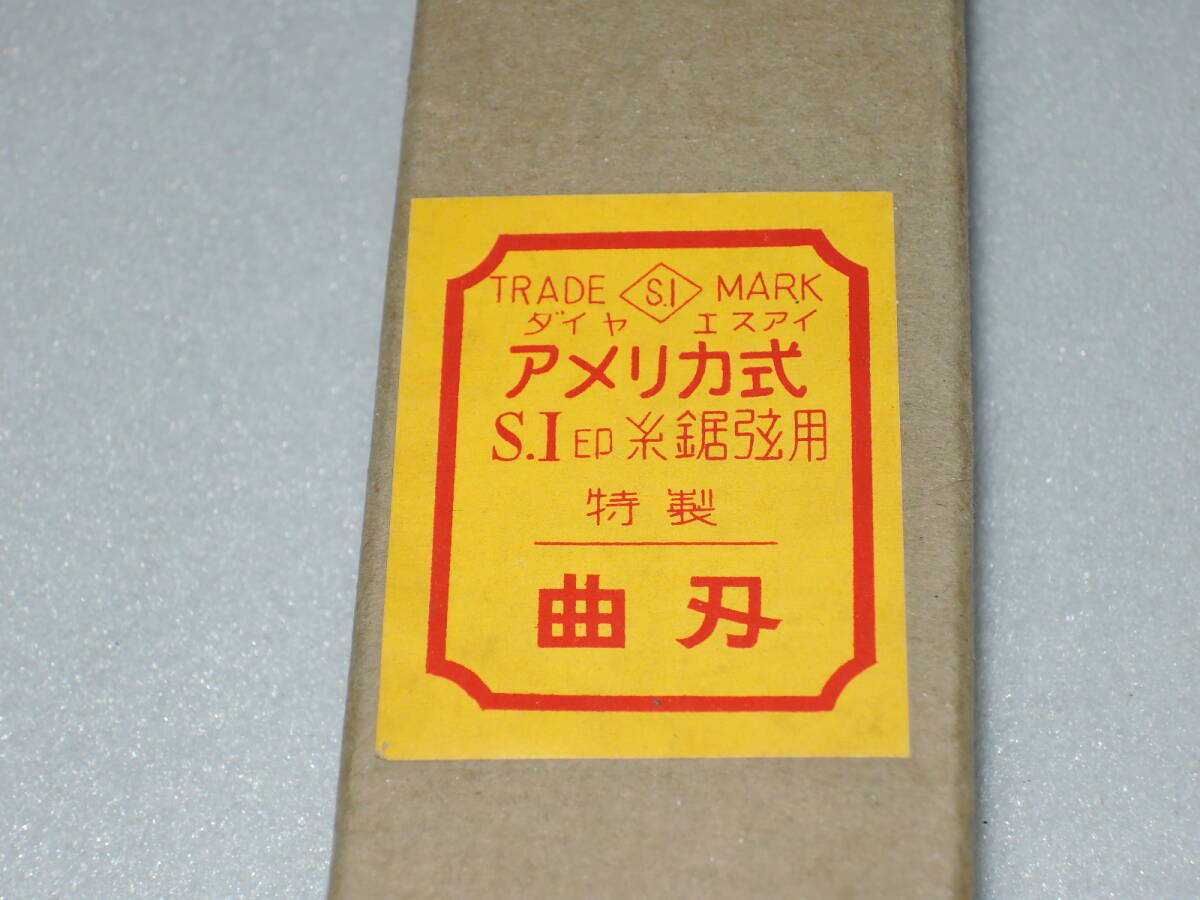 TRADE S.I MARK
ダイヤ エスアイ
アメリカ式
S.I印 糸鋸弦用
特製
曲刃